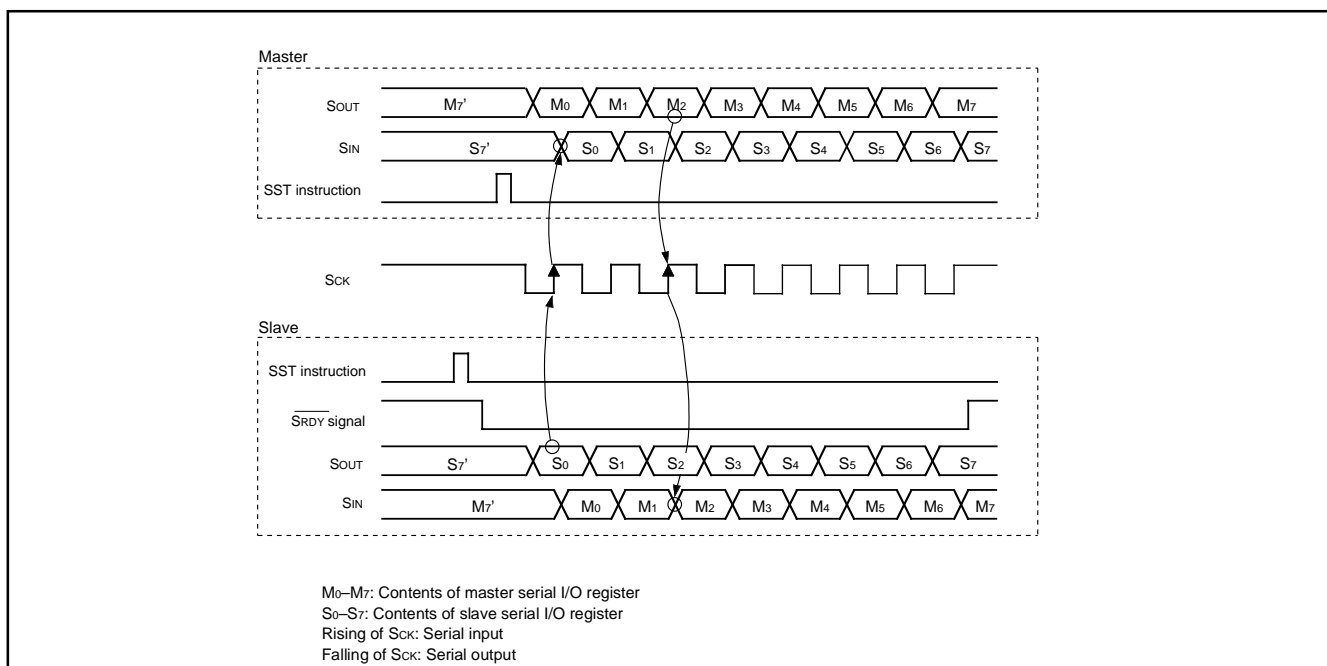 Master
SOUT M7' M0 M1 M2 M3 M4 M5 M6 M7
SIN S7' S0 S1 S2 S3 S4 S5 S6 S7
SST instruction
SCK
Slave
SST instruction
SRDY signal
SOUT S7' S0 S1 S2 S3 S4 S5 S6 S7
SIN M7' M0 M1 M2 M3 M4 M5 M6 M7
M0–M7: Contents of master serial I/O register
S0–S7: Contents of slave serial I/O register
Rising of SCK: Serial input
Falling of SCK: Serial output